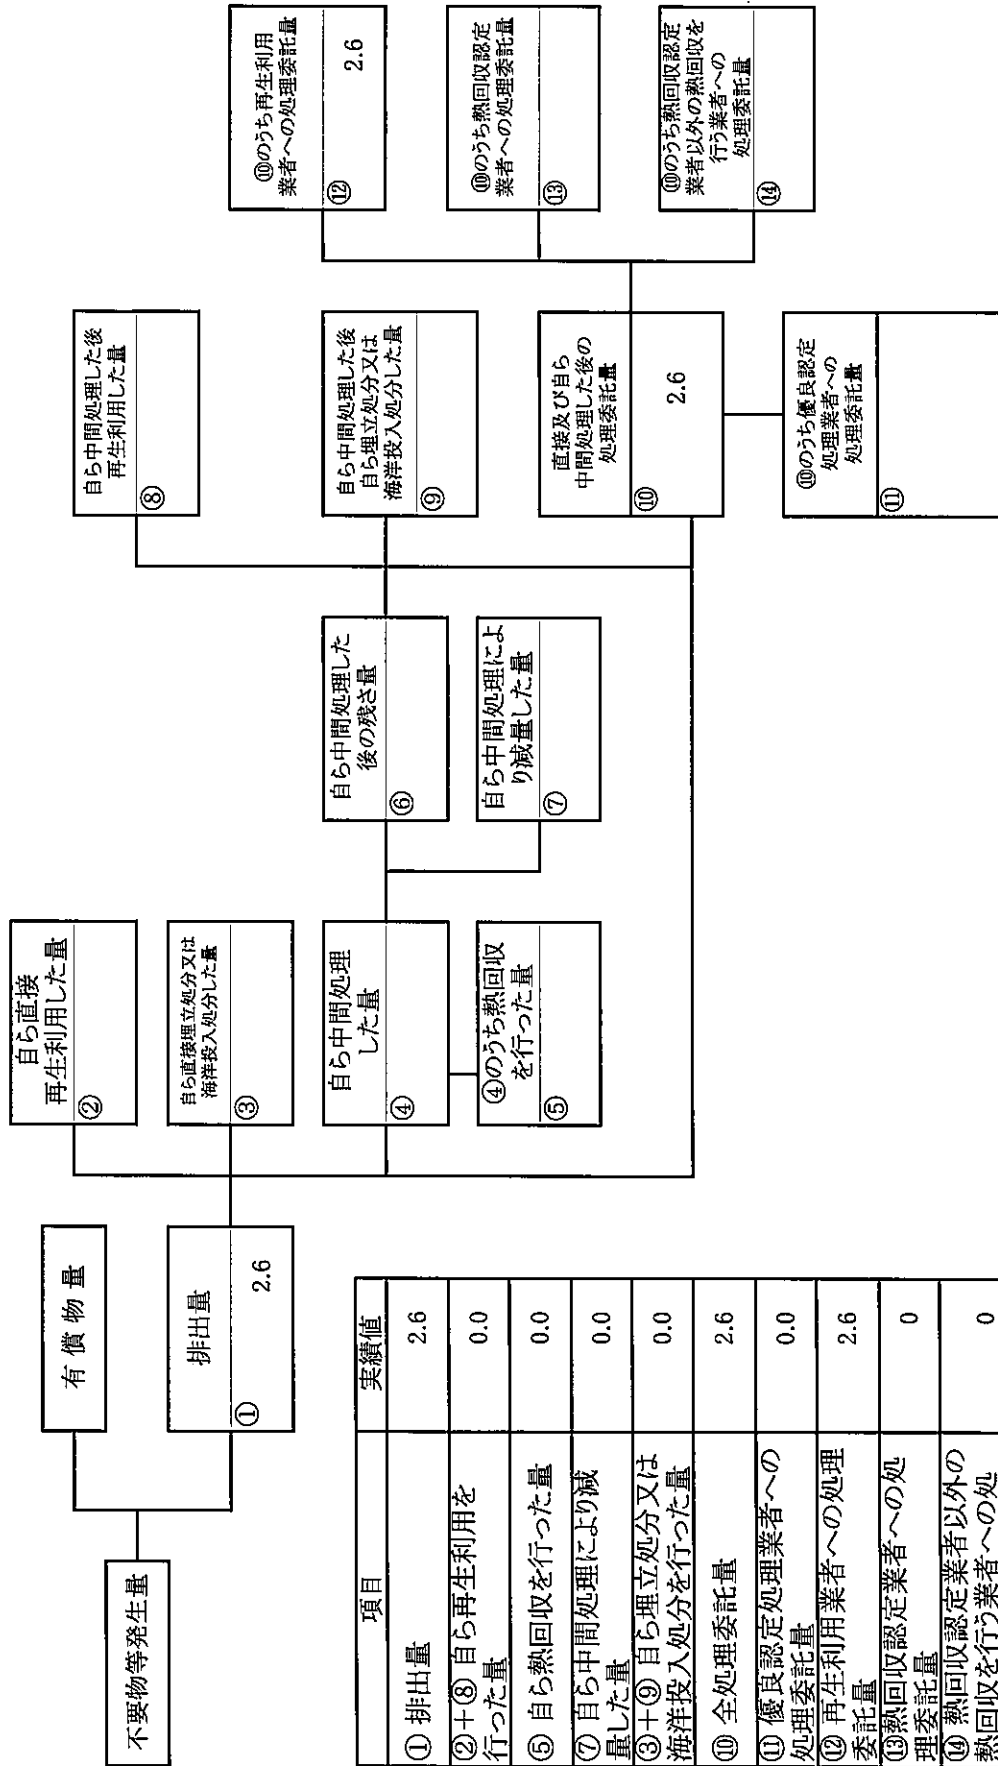 不要物等発生量
有償物量
排出量
① 2.6
自ら直接
再生利用した量
②
自ら直接埋立処分又は
海洋投入処分した量
③
自ら中間処理
した量
④
④のうち熱回収
を行った量
⑤
自ら中間処理した
後の残さ量
⑥
自ら中間処理によ
り減量した量
⑦
自ら中間処理した後
再生利用した量
⑧
自ら中間処理した後
自ら埋立処分又は
海洋投入処分した量
⑨
直接及び自ら
中間処理した後の
処理委託量
⑩ 2.6
⑩のうち優良認定
処理業者への
処理委託量
⑪
⑩のうち再生利用
業者への処理委託量
⑫ 2.6
⑩のうち熱回収認定
業者への処理委託量
⑬
⑩のうち熱回収認定
業者以外の熱回収を
行う業者への
処理委託量
⑭
項目 実績値
①排出量 2.6
②+⑧ 自ら再生利用を
行った量 0.0
⑤ 自ら熱回収を行った量 0.0
⑦ 自ら中間処理により減
量した量 0.0
③+⑨ 自ら埋立処分又は
海洋投入処分を行った量 0.0
⑩ 全処理委託量 2.6
⑪ 優良認定処理業者への
処理委託量 0.0
⑫ 再生利用業者への処理
委託量 2.6
⑬熱回収認定業者への処
理委託量 0
⑭ 熱回収認定業者以外の
熱回収を行う業者への処 0